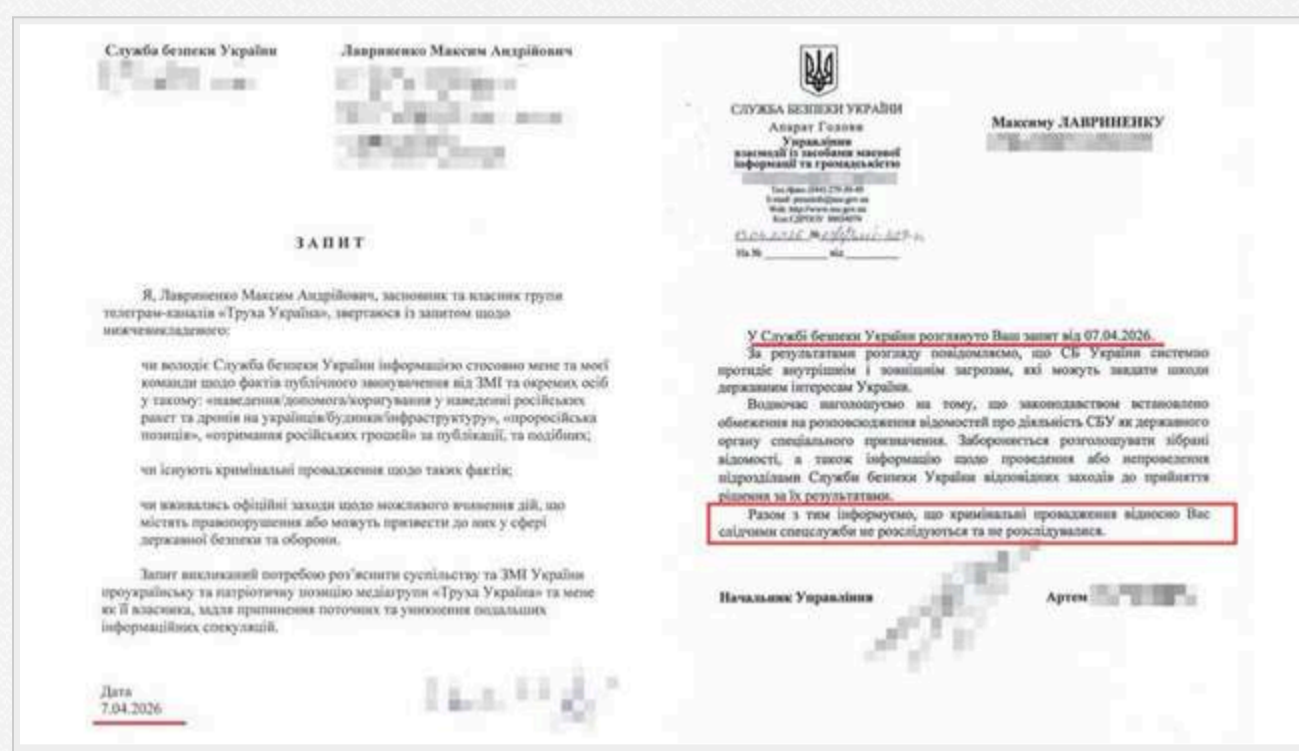 Служба безпеки України
Лавриненко Максим Андрійович
ЗАПИТ
Я, Лавриненко Максим Андрійович, засновник та власник групи
телеграм-каналів «Труха Україна», звертаюся із запитом щодо
нижчевикладеного:
чи володіє Служба безпеки України інформацією стосовно мене та моєї
команди щодо фактів публічного звинувачення від ЗМІ та окремих осіб
у такому: «наведення/допомога/коригування у наведенні російських
ракет та дронів на українців/будинки/інфраструктуру», «проросійська
позиція», «отримання російських грошей» за публікації, та подібних;
чи існують кримінальні провадження щодо таких фактів;
чи вживались офіційні заходи щодо можливого вчинення дій, що
містять правопорушення або можуть призвести до них у сфері
державної безпеки та оборони.
Запит викликаний потребою роз'яснити суспільству та ЗМІ України
проукраїнську та патріотичну позицію медіагрупи «Труха Україна» та мене
як її власника, задля припинення поточних та уникнення подальших
інформаційних спекуляцій.
Дата
7.04.2026
СЛУЖБА БЕЗПЕКИ УКРАЇНИ
Апарат Голови
Управління
взаємодії із засобами масової
інформації та громадськістю
На № від
Максиму ЛАВРИНЕНКУ
У Службі безпеки України розглянуто Ваш запит від 07.04.2026.
За результатами розгляду повідомляємо, що СБ України системно
протидіє внутрішнім і зовнішнім загрозам, які можуть завдати шкоди
державним інтересам України.
Водночас наголошуємо на тому, що законодавством встановлено
обмеження на розповсюдження відомостей про діяльність СБУ як державного
органу спеціального призначення. Забороняється розголошувати зібрані
відомості, а також інформацію щодо проведення або непроведення
підрозділами Служби безпеки України відповідних заходів до прийняття
рішення за їх результатами.
Разом з тим інформуємо, що кримінальні провадження відносно Вас
слідчими спецслужби не розслідуються та не розслідувалися.
Начальник Управління
Артем